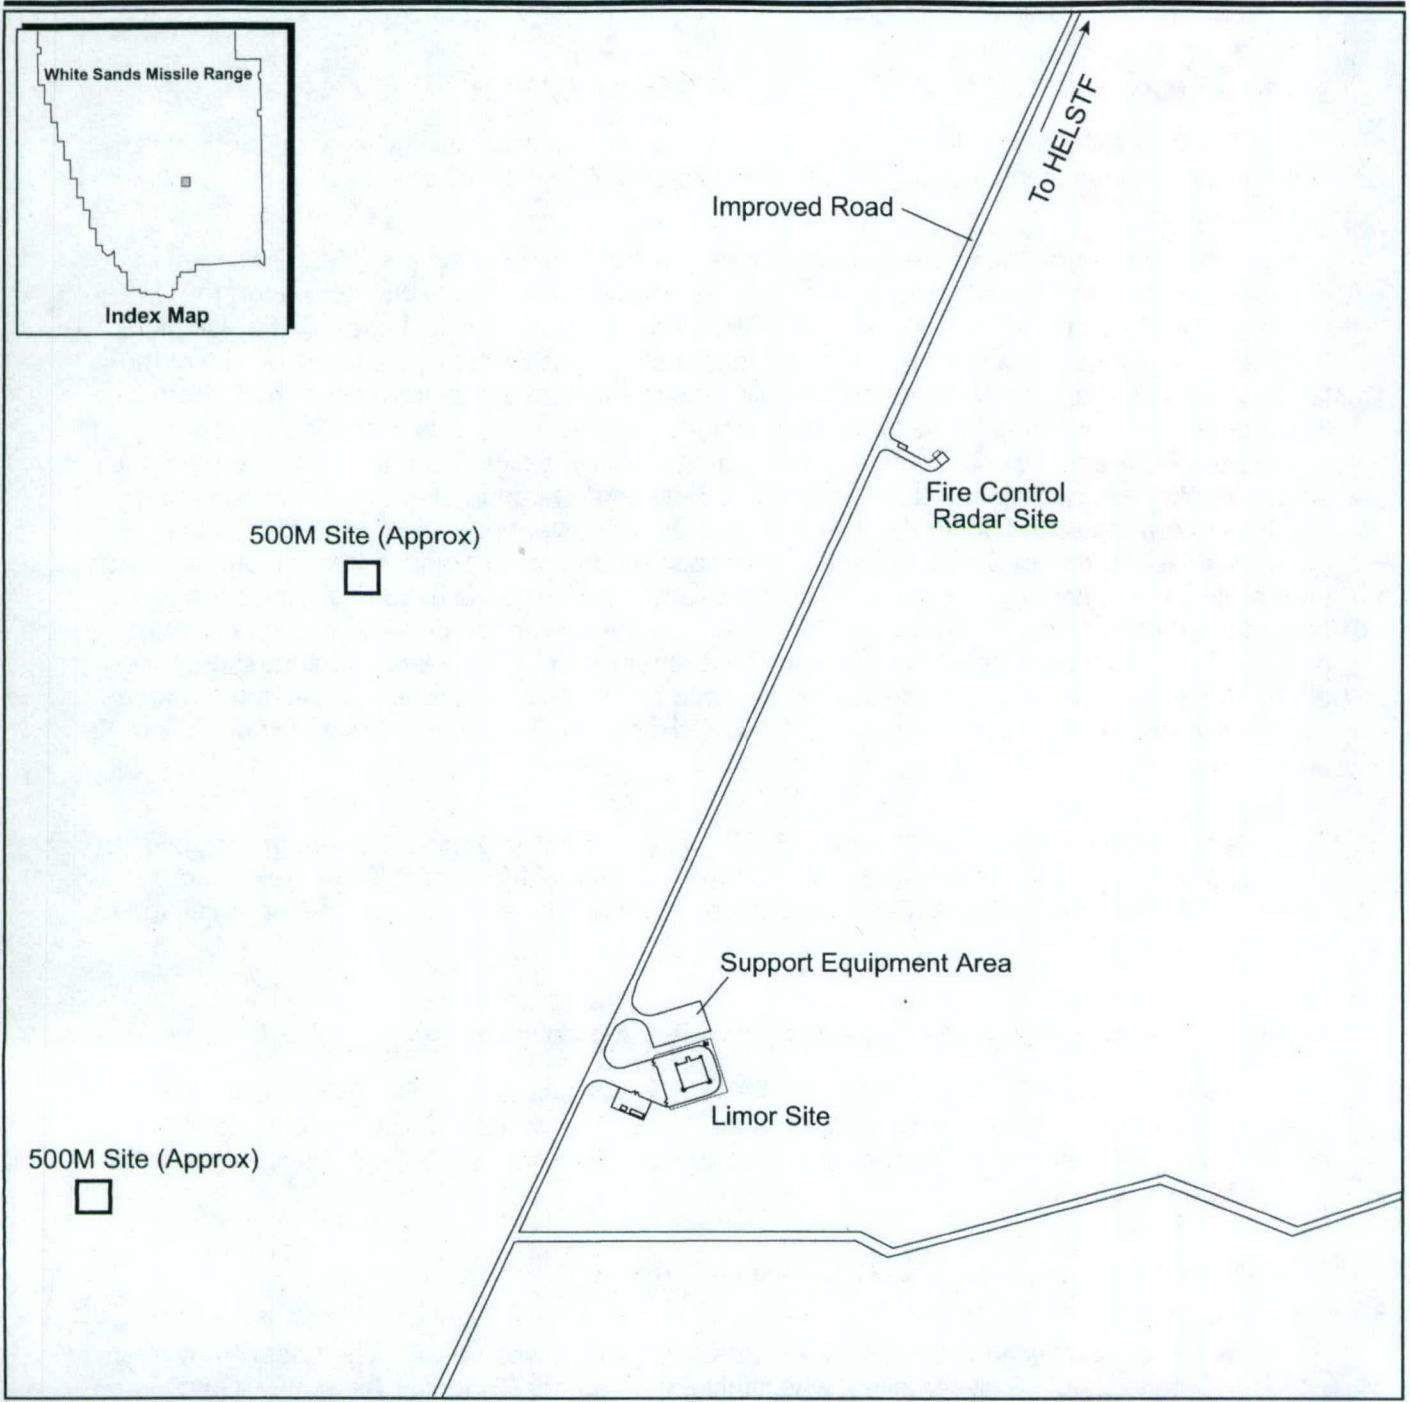 White Sands Missile Range
Index Map
To HELSTF
Improved Road
Fire Control
Radar Site
500M Site (Approx)
Support Equipment Area
Limor Site
500M Site (Approx)